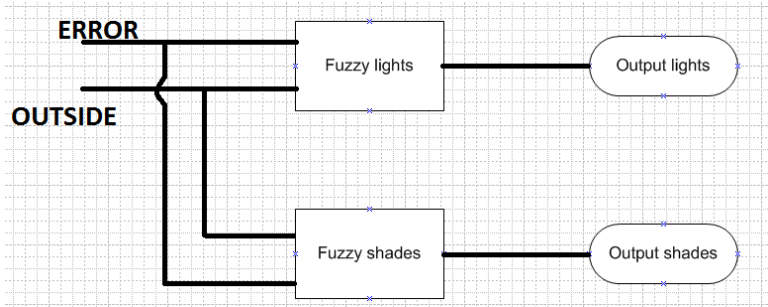 ERROR
Fuzzy lights
Output lights
OUTSIDE
Fuzzy shades
Output shades